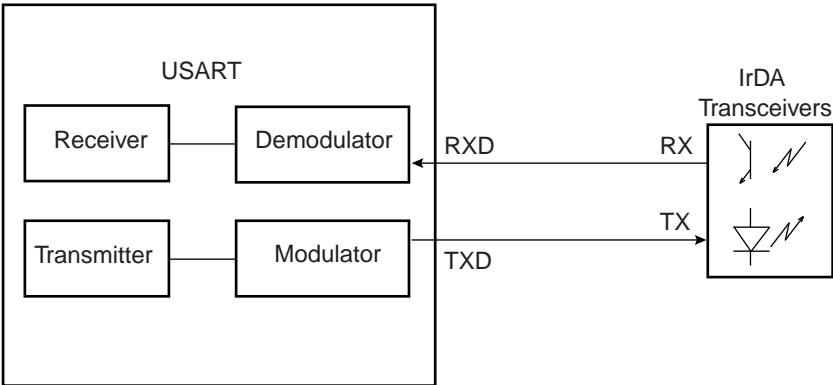 USART
IrDA
Transceivers
Receiver
Demodulator
RXD
RX
Transmitter
Modulator
TXD
TX